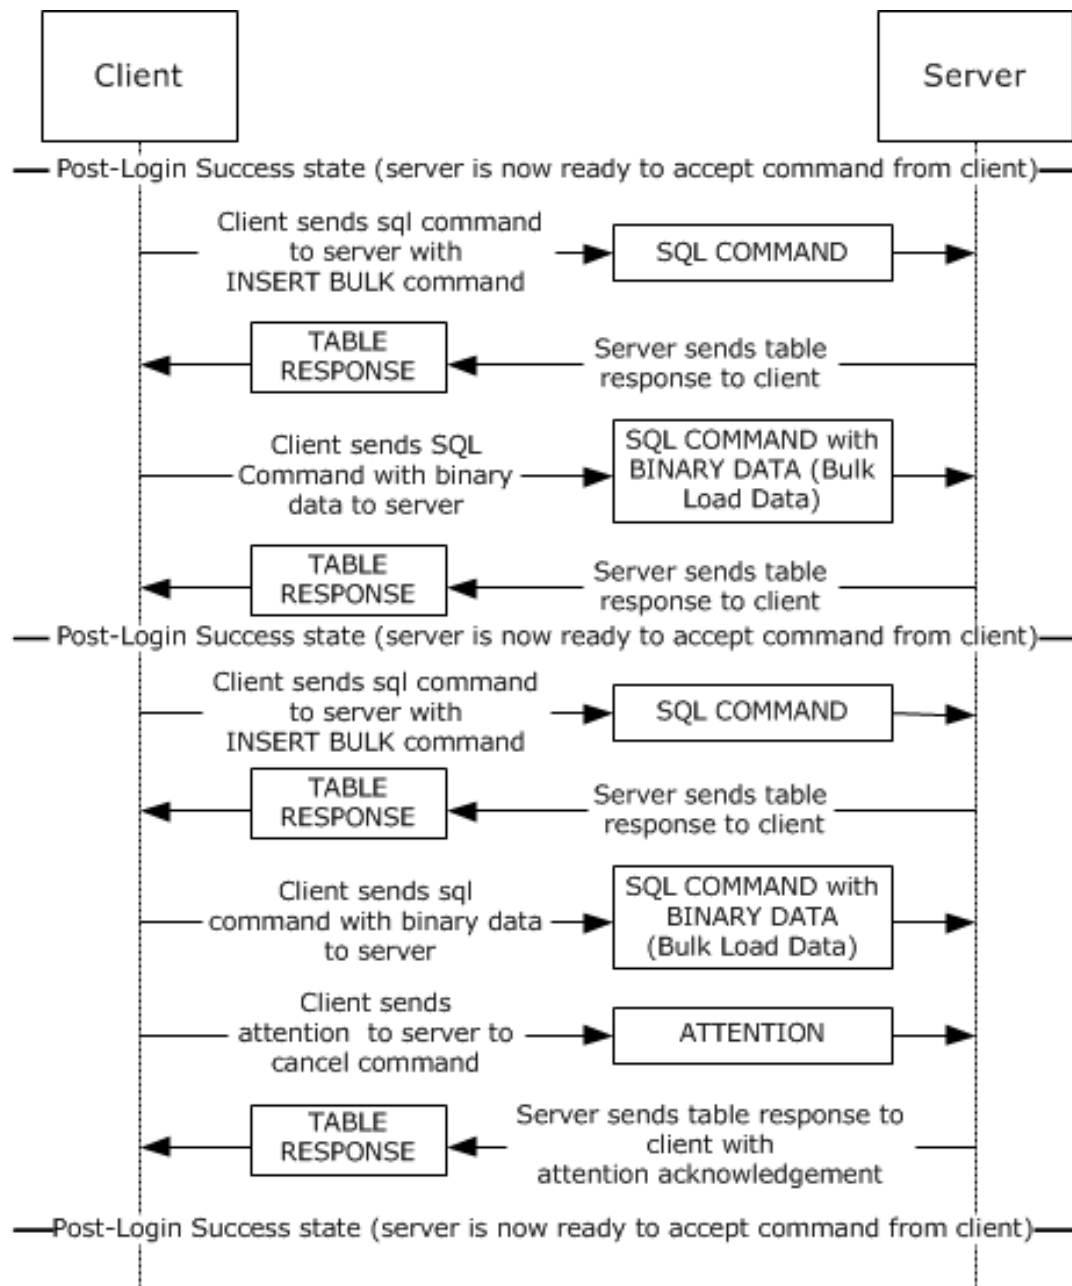 Client
Server
Post-Login Success state (server is now ready to accept command from client)
Client sends sql command
to server with
INSERT BULK command
SQL COMMAND
TABLE
RESPONSE
Server sends table
response to client
Client sends SQL
Command with binary
data to server
SQL COMMAND with
BINARY DATA (Bulk
Load Data)
TABLE
RESPONSE
Server sends table
response to client
Post-Login Success state (server is now ready to accept command from client)
Client sends sql command
to server with
INSERT BULK command
SQL COMMAND
TABLE
RESPONSE
Server sends table
response to client
Client sends sql
command with binary data
to server
SQL COMMAND with
BINARY DATA
(Bulk Load Data)
Client sends
attention  to server to
cancel command
ATTENTION
TABLE
RESPONSE
Server sends table response to
client with
attention acknowledgement
Post-Login Success state (server is now ready to accept command from client)